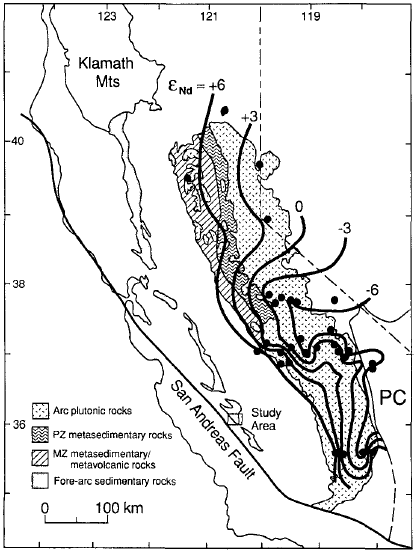 123 121 119
Klamath
Mts
εNd = +6
+3
40
0
-3
-6
38
PC
San Andreas Fault
Study
Area
36
Arc plutonic rocks
PZ metasedimentary rocks
MZ metasedimentary/
metavolcanic rocks
Fore-arc sedimentary rocks
0 100 km